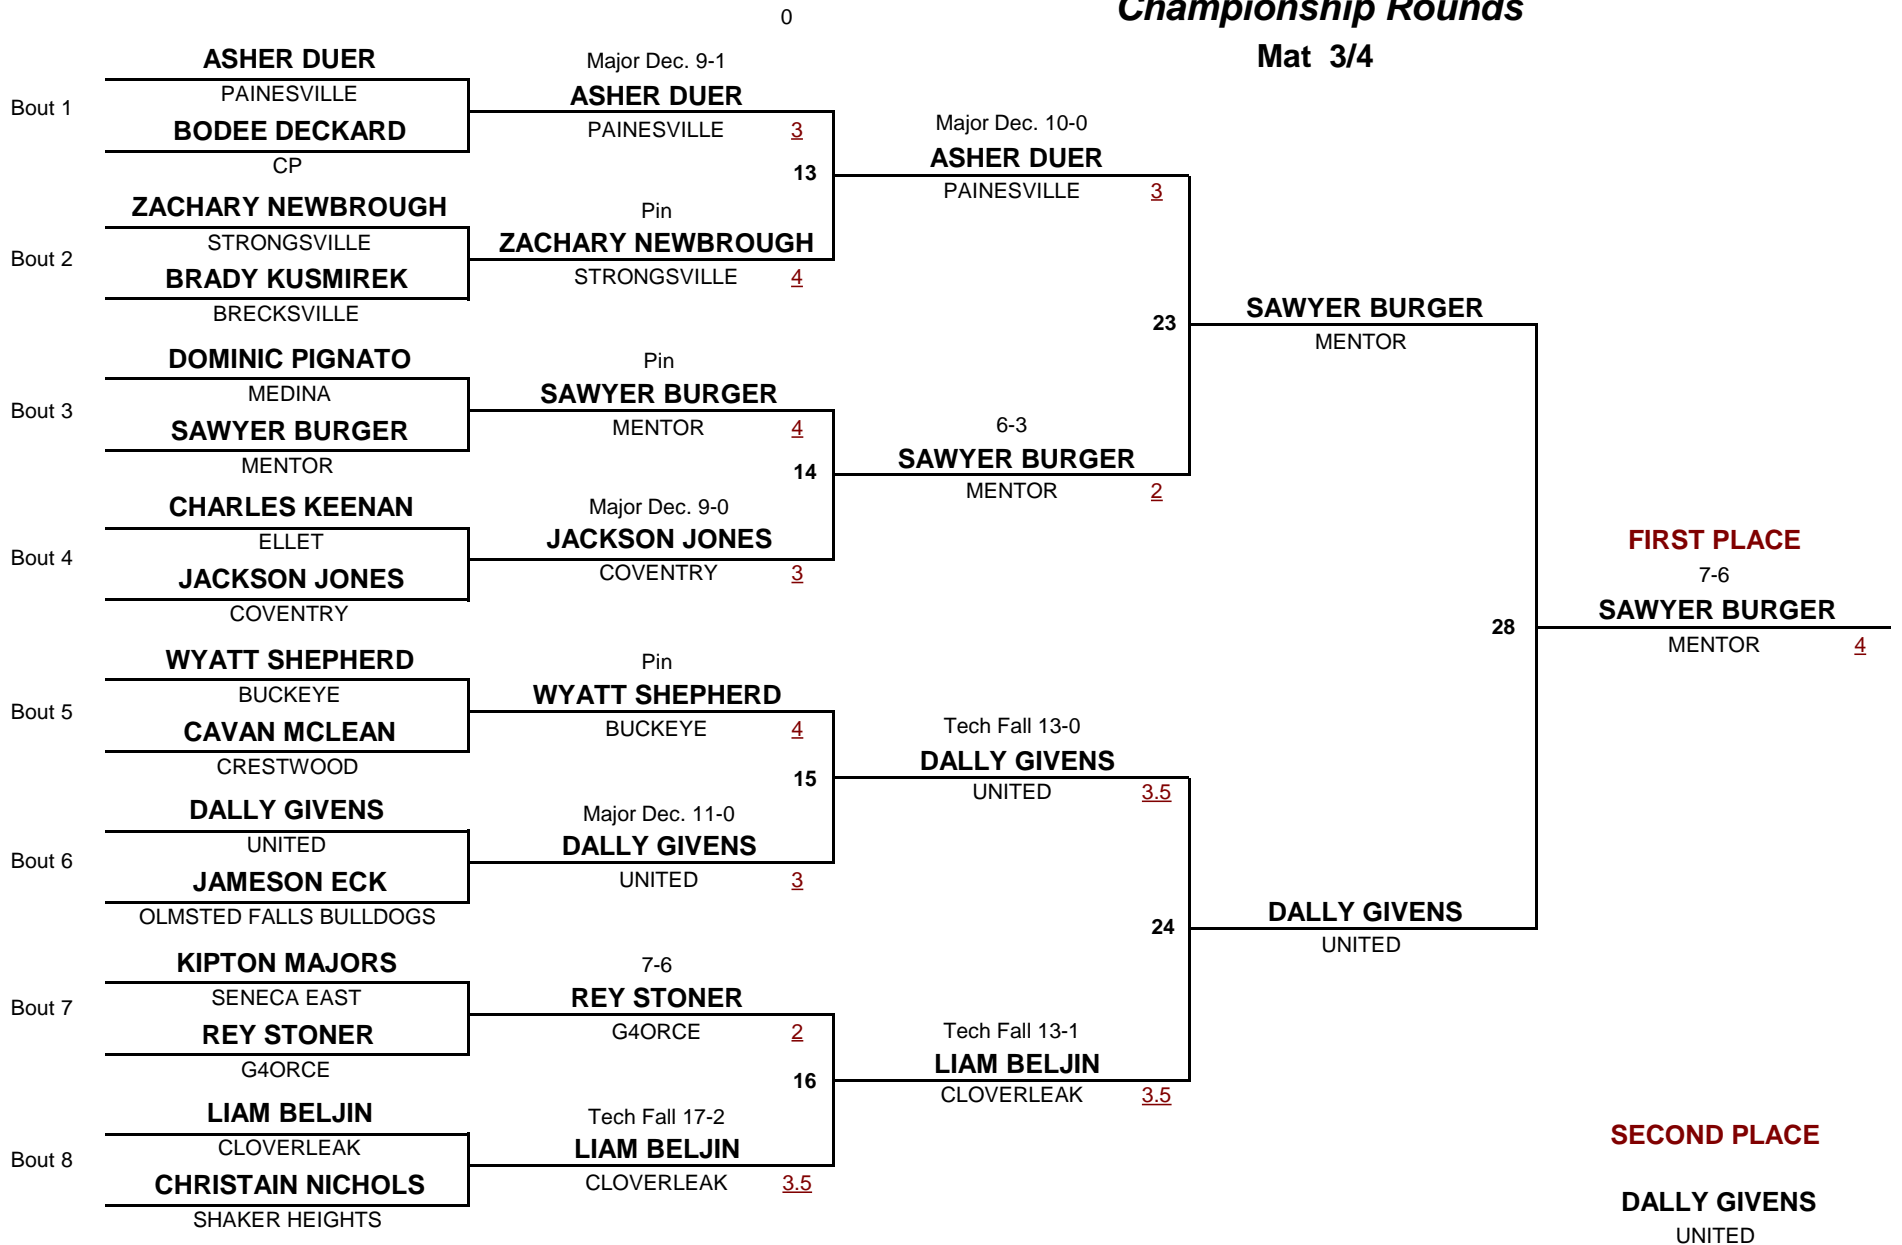 0
Championship Rounds
Mat 3/4
Bout 1
ASHER DUER
PAINESVILLE
BODEE DECKARD
CP
Bout 2
ZACHARY NEWBROUGH
STRONGSVILLE
BRADY KUSMIREK
BRECKSVILLE
Bout 3
DOMINIC PIGNATO
MEDINA
SAWYER BURGER
MENTOR
Bout 4
CHARLES KEENAN
ELLET
JACKSON JONES
COVENTRY
Bout 5
WYATT SHEPHERD
BUCKEYE
CAVAN MCLEAN
CRESTWOOD
Bout 6
DALLY GIVENS
UNITED
JAMESON ECK
OLMSTED FALLS BULLDOGS
Bout 7
KIPTON MAJORS
SENECA EAST
REY STONER
G4ORCE
Bout 8
LIAM BELJIN
CLOVERLEAK
CHRISTAIN NICHOLS
SHAKER HEIGHTS
Major Dec. 9-1
ASHER DUER
PAINESVILLE 3
13
Pin
ZACHARY NEWBROUGH
STRONGSVILLE 4
Pin
SAWYER BURGER
MENTOR 4
14
Major Dec. 9-0
JACKSON JONES
COVENTRY 3
Pin
WYATT SHEPHERD
BUCKEYE 4
15
Major Dec. 11-0
DALLY GIVENS
UNITED 3
7-6
REY STONER
G4ORCE 2
16
Tech Fall 17-2
LIAM BELJIN
CLOVERLEAK 3.5
Major Dec. 10-0
ASHER DUER
PAINESVILLE 3
23
6-3
SAWYER BURGER
MENTOR 2
Tech Fall 13-0
DALLY GIVENS
UNITED 3.5
24
Tech Fall 13-1
LIAM BELJIN
CLOVERLEAK 3.5
SAWYER BURGER
MENTOR
28
DALLY GIVENS
UNITED
FIRST PLACE
7-6
SAWYER BURGER
MENTOR 4
SECOND PLACE
DALLY GIVENS
UNITED